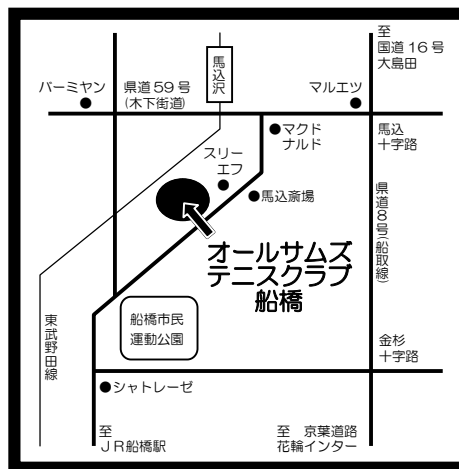 至
国道16号
大島田
馬込沢
バーミヤン
県道59号
(木下街道)
マルエツ
マクド
ナルド
馬込
十字路
スリー
エフ
馬込斎場
県道8号(船取線)
オールサムズ
テニスクラブ
船橋
船橋市民
運動公園
東武野田線
金杉
十字路
シャトレーゼ
至
JR船橋駅
至 京葉道路
花輪インター